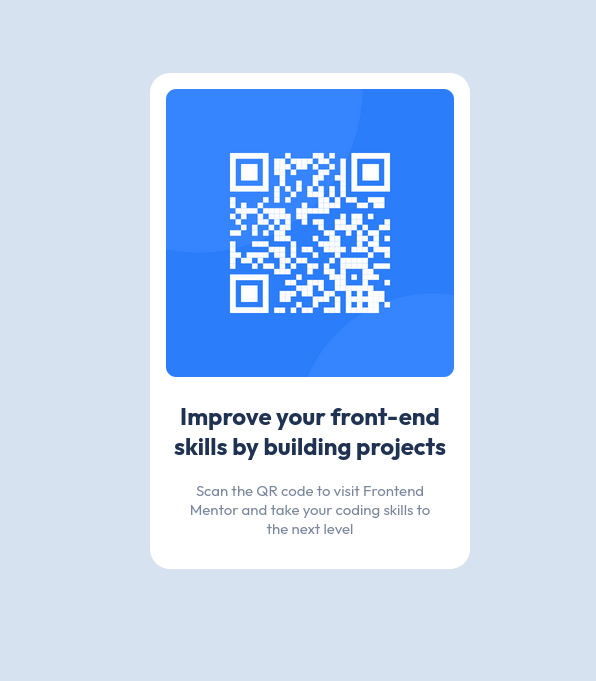 Improve your front-end
skills by building projects
Scan the QR code to visit Frontend
Mentor and take your coding skills to
the next level